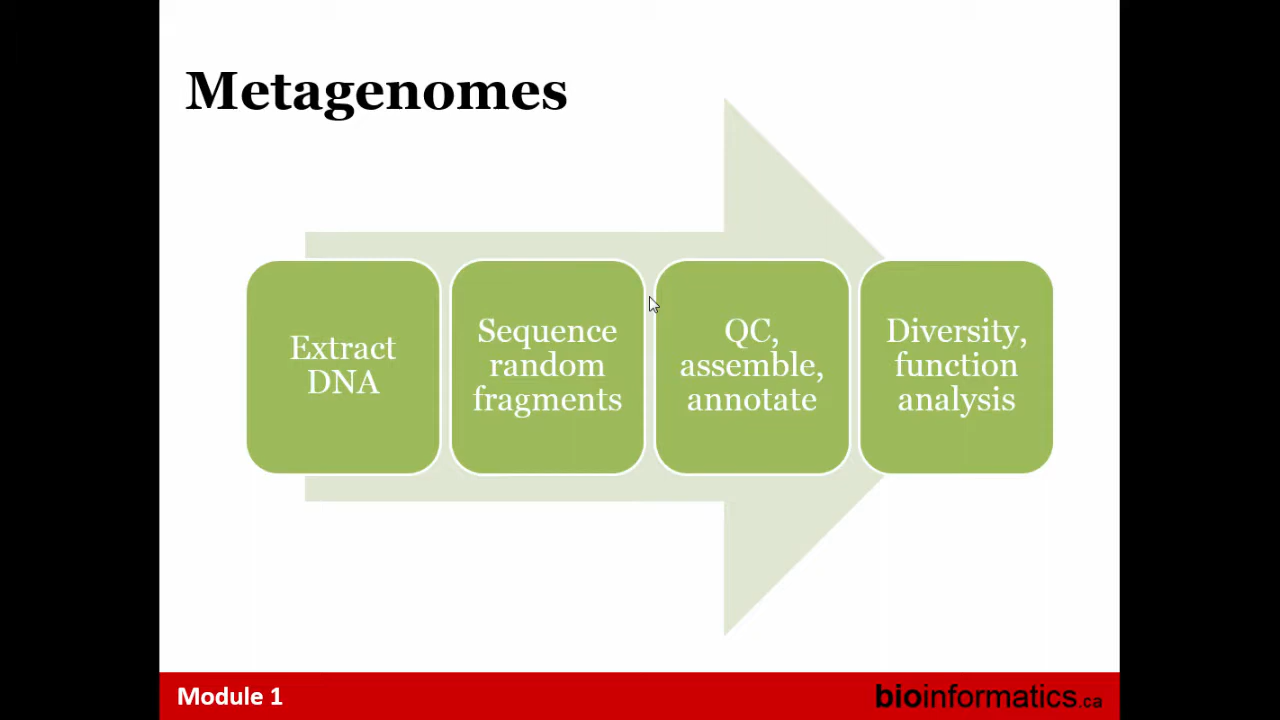 Metagenomes
Extract
DNA
Sequence
random
fragments
QC,
assemble,
annotate
Diversity,
function
analysis
Module 1
bioinformatics.ca